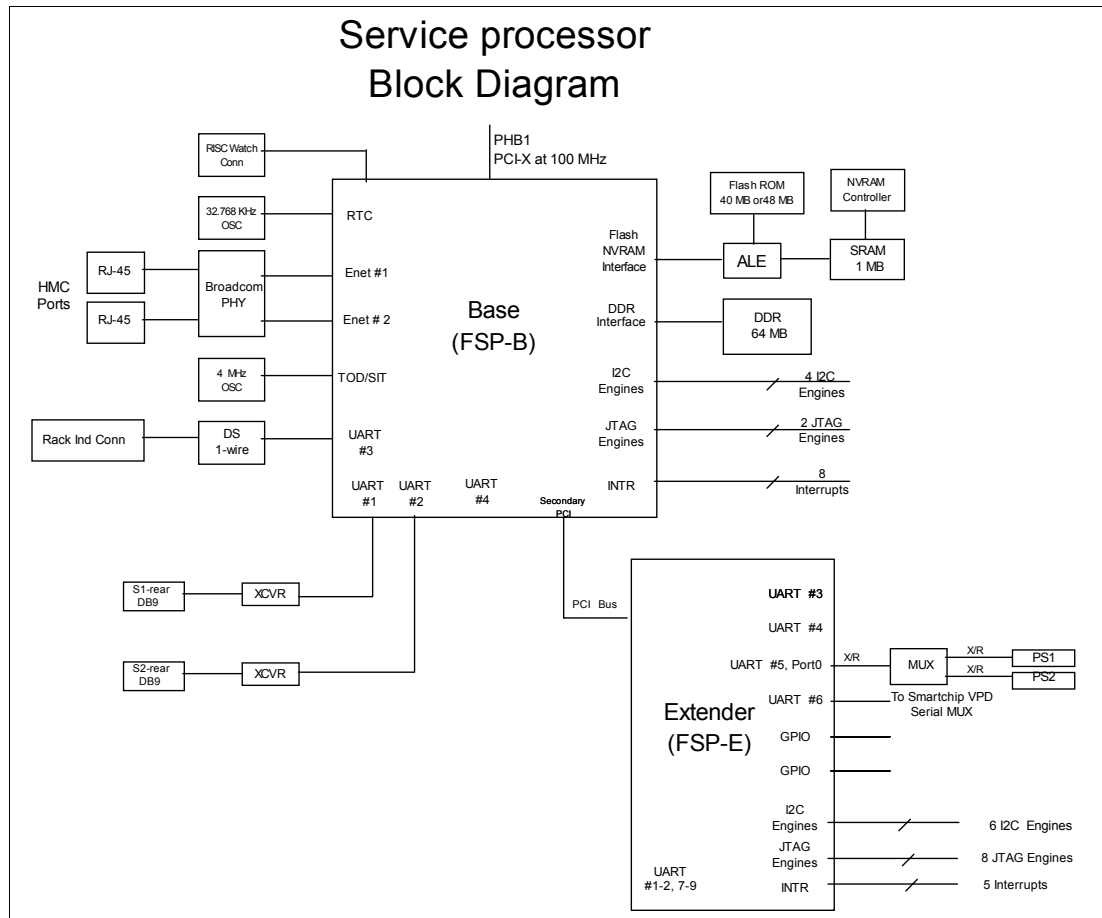 Service processor
Block Diagram
PHB1
PCI-X at 100 MHz
RISC Watch
Conn
32.768 KHz
OSC
RTC
Flash ROM
40 MB or48 MB
NVRAM
Controller
Flash
NVRAM
Interface
ALE
SRAM
1 MB
HMC
Ports
RJ-45
RJ-45
Broadcom
PHY
Enet #1
Enet # 2
Base
(FSP-B)
DDR
Interface
DDR
64 MB
4 MHz
OSC
TOD/SIT
I2C
Engines
4 I2C
Engines
Rack Ind Conn
DS
1-wire
UART
#3
JTAG
Engines
2 JTAG
Engines
UART
#1
UART
#2
UART
#4
Secondary
PCI
INTR
8
Interrupts
S1-rear
DB9
XCVR
S2-rear
DB9
XCVR
PCI Bus
UART #3
UART #4
UART #5, Port0
X/R
MUX
X/R
X/R
PS1
PS2
UART #6
To Smartchip VPD
Serial MUX
Extender
(FSP-E)
GPIO
GPIO
I2C
Engines
6 I2C Engines
JTAG
Engines
8 JTAG Engines
UART
#1-2, 7-9
INTR
5 Interrupts